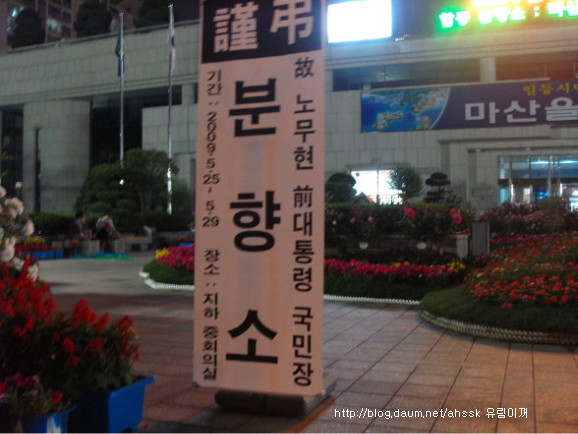 謹弔
故 노무현 前대통령 국민장
분향소
기간 : 2009.5.25~5.29
장소 : 지하 중회의실
마산을
http://blog.daum.net/ahssk 유림이깨